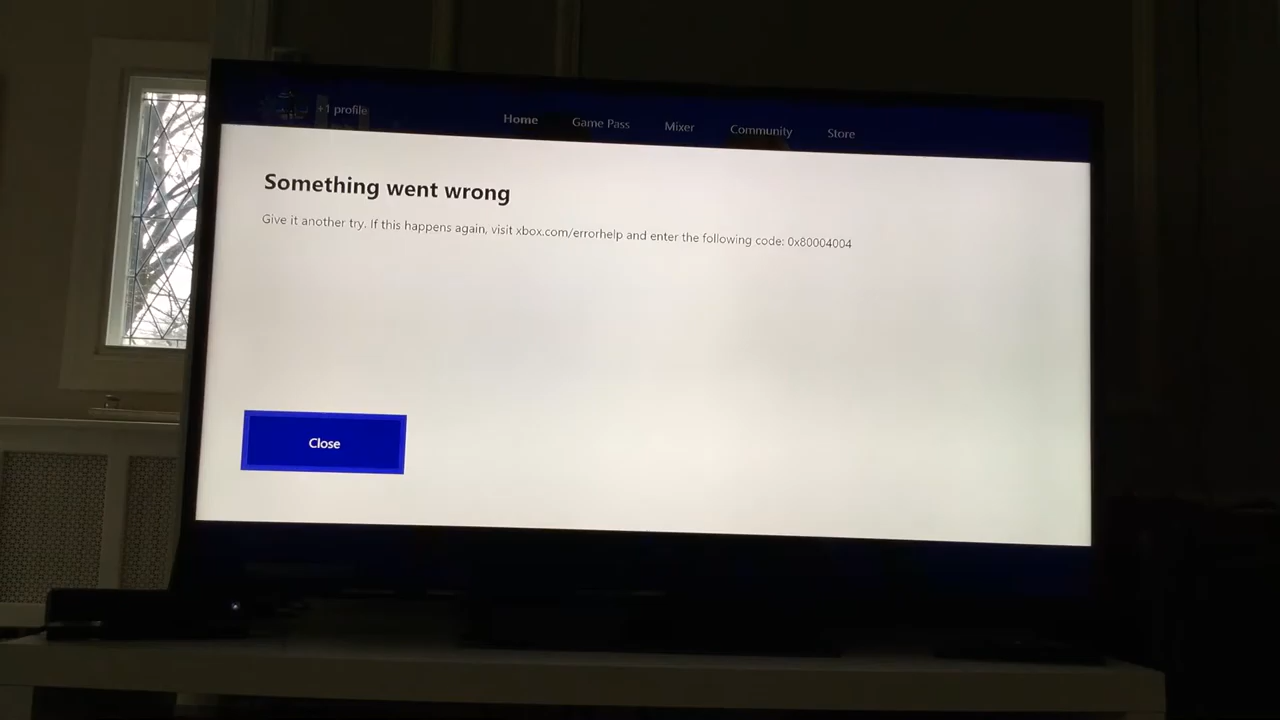 +1 profile
Home Game Pass Mixer Community Store
Something went wrong
Give it another try. If this happens again, visit xbox.com/errorhelp and enter the following code: 0x80004004
Close